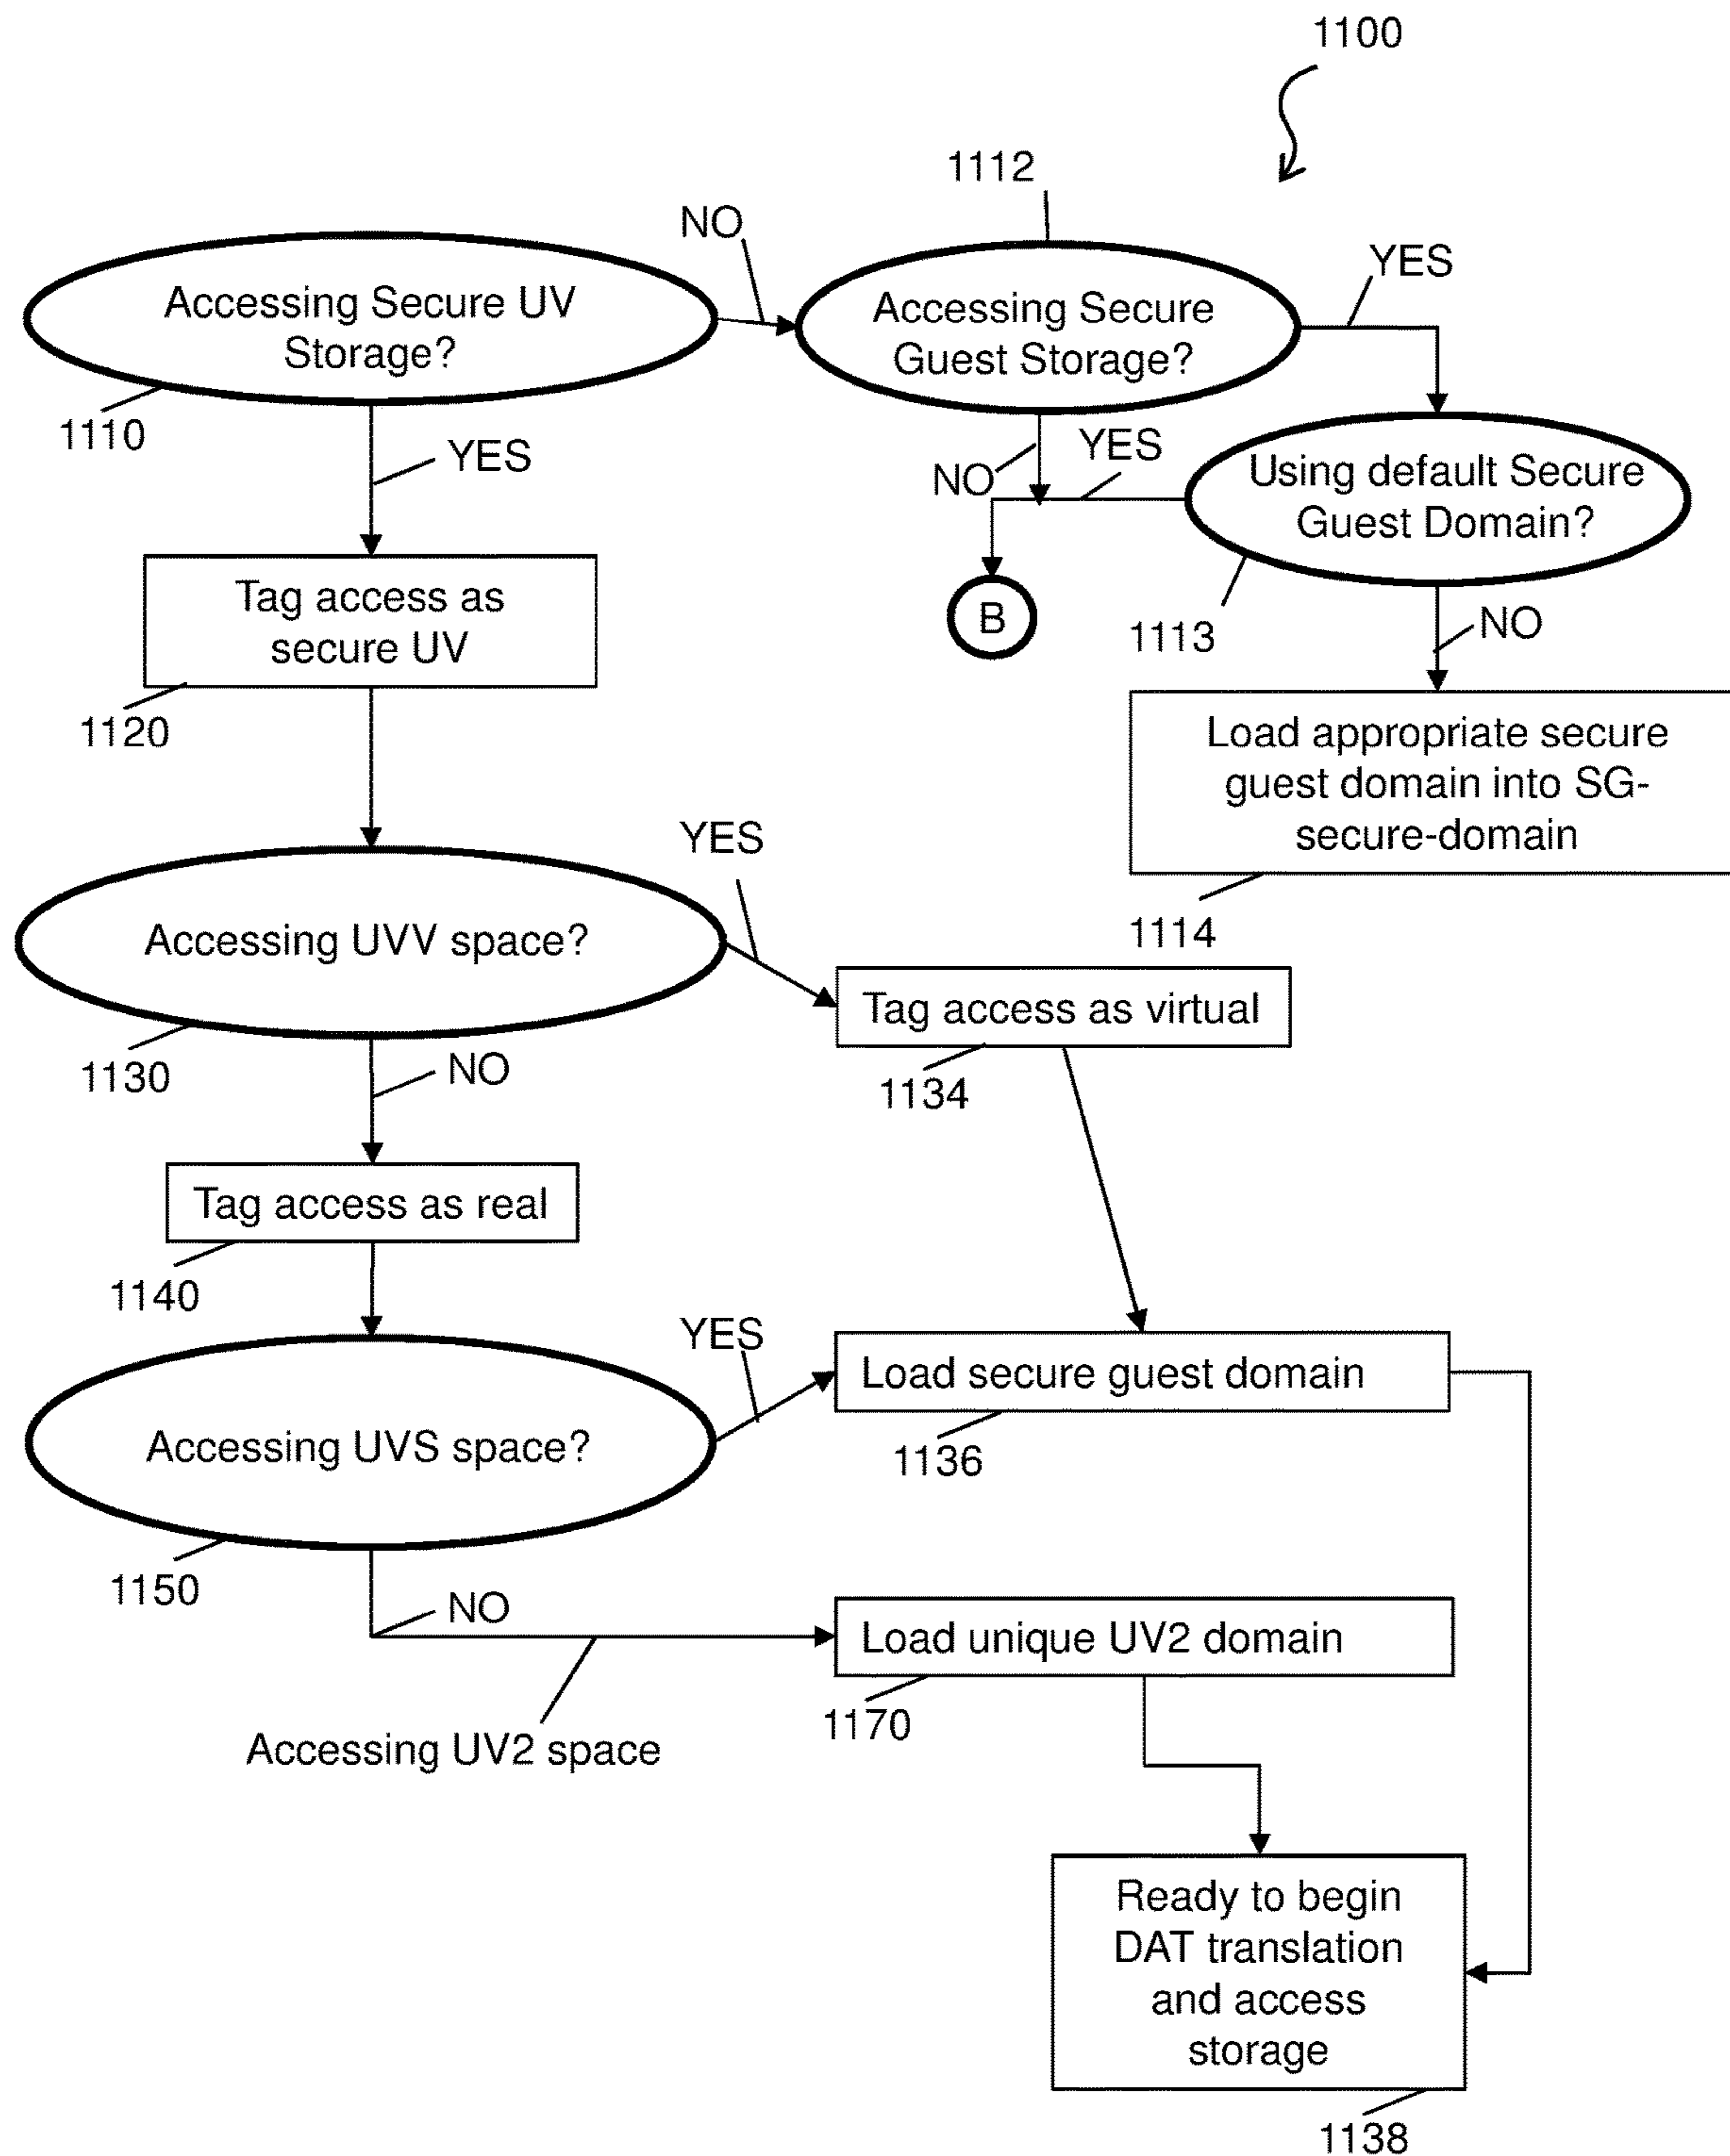 1100
1112
NO
YES
Accessing Secure UV
Storage?
Accessing Secure
Guest Storage?
1110
YES
NO
YES
Using default Secure
Guest Domain?
Tag access as
secure UV
B
1113
NO
1120
Load appropriate secure
guest domain into SG-
secure-domain
1114
YES
Accessing UVV space?
Tag access as virtual
1130
NO
1134
Tag access as real
1140
YES
Load secure guest domain
Accessing UVS space?
1136
1150
NO
Load unique UV2 domain
1170
Accessing UV2 space
Ready to begin
DAT translation
and access
storage
1138